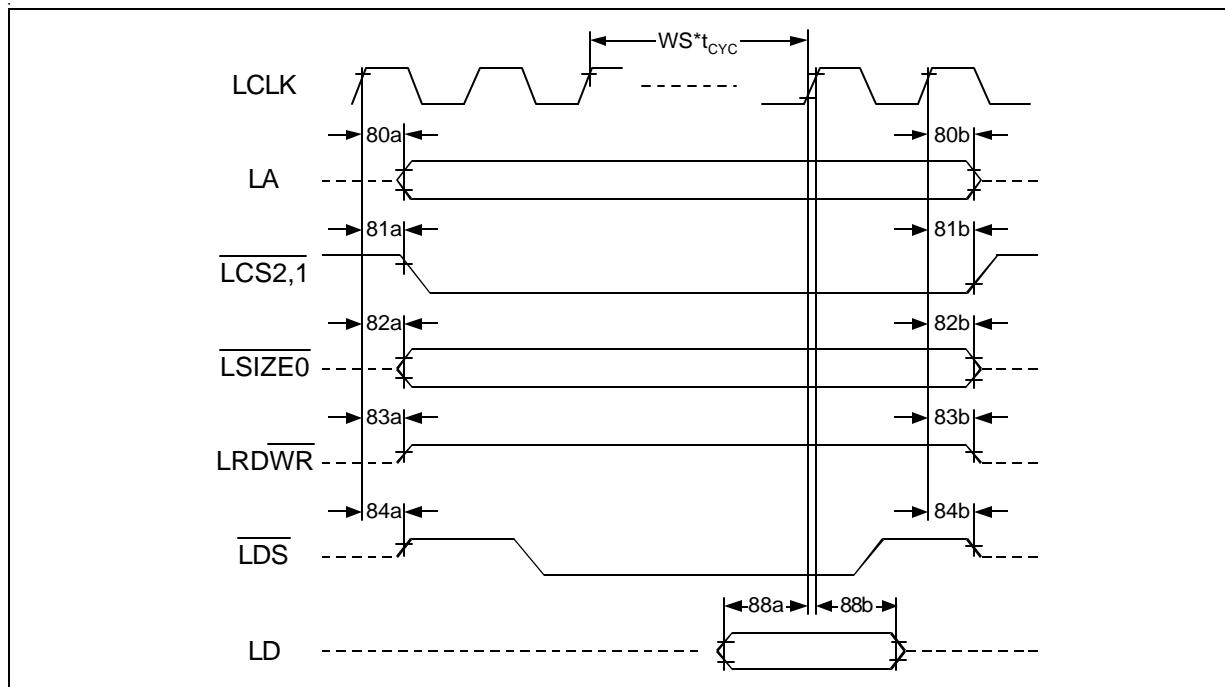 WS*tCYC
LCLK
80a 80b
LA
81a 81b
LCS2,1
82a 82b
LSIZE0
83a 83b
LRDWR
84a 84b
LDS
88a 88b
LD